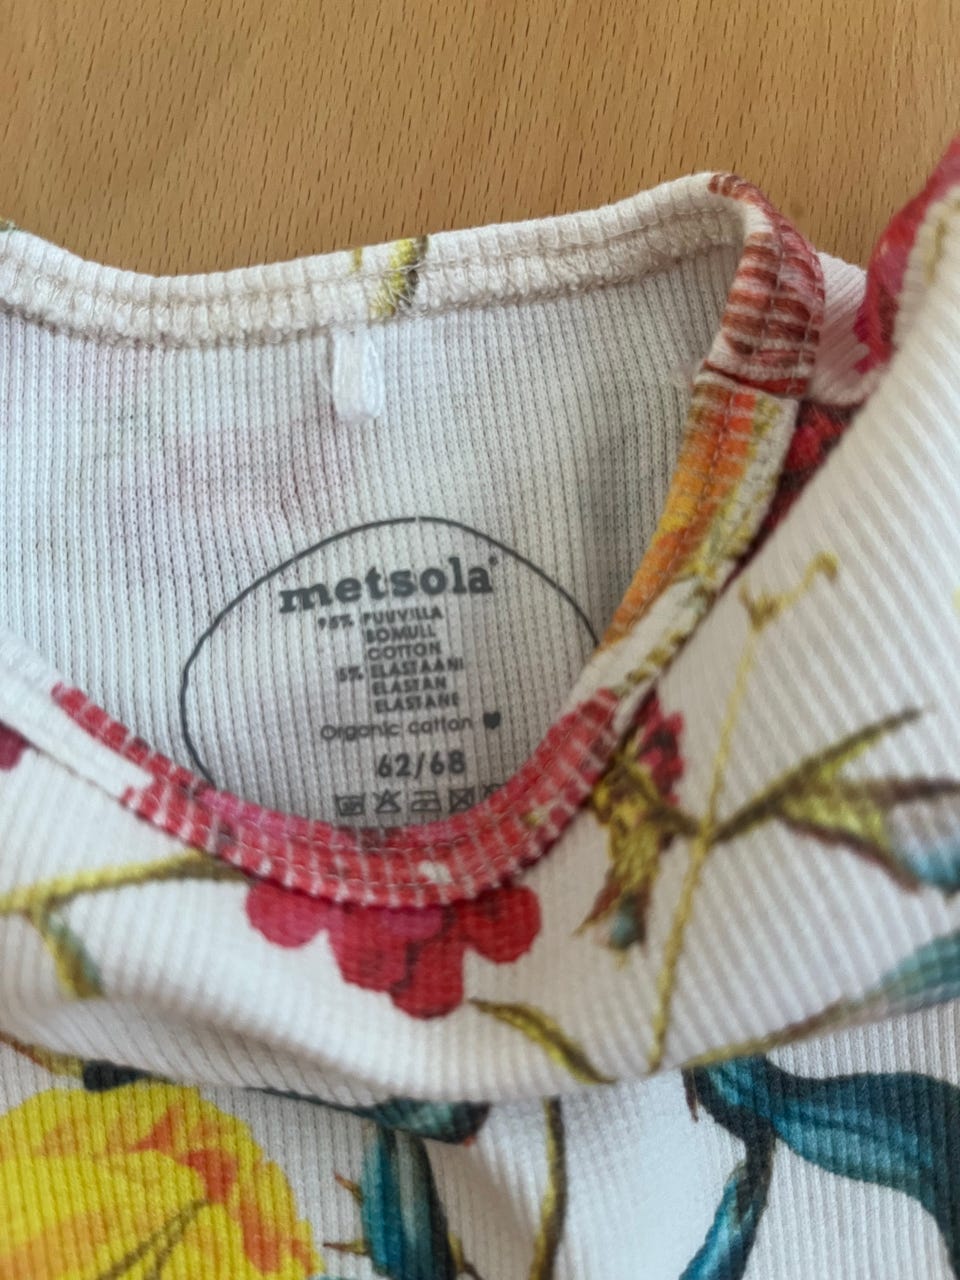 metsola®
95% PUUVILLA
BOMULL
COTTON
5% ELASTAANI
ELASTAN
ELASTANE
Organic cotton
62/68